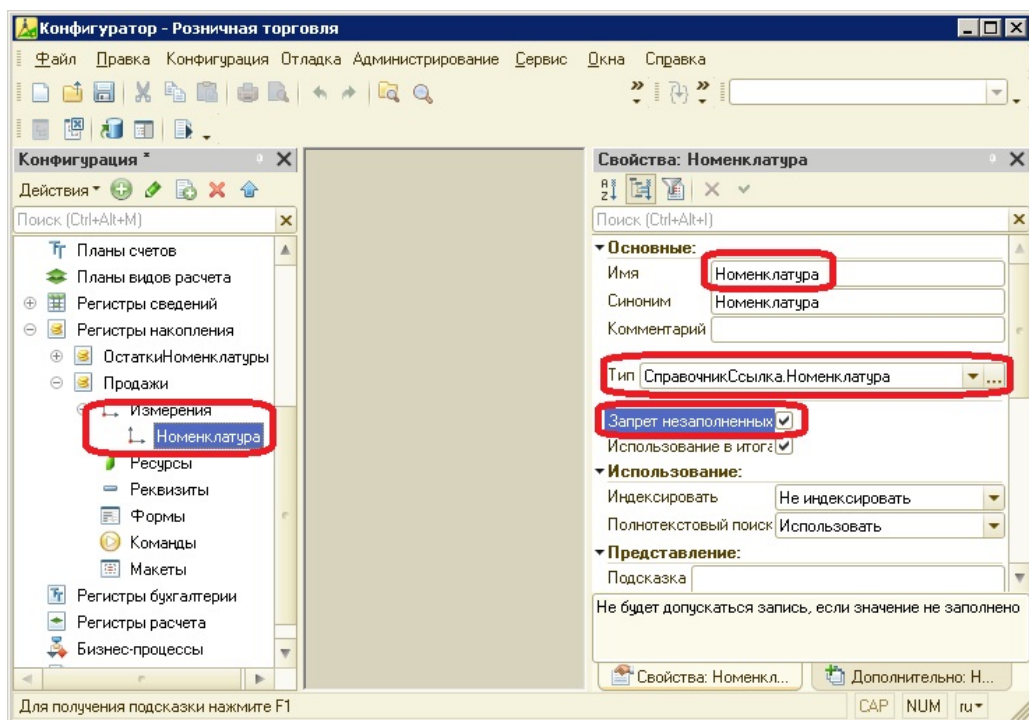 Конфигуратор - Розничная торговля
Файл Правка Конфигурация Отладка Администрирование Сервис Окна Справка
Конфигурация *
Действия
Поиск (Ctrl+Alt+M)
Планы счетов
Планы видов расчета
Регистры сведений
Регистры накопления
ОстаткиНоменклатуры
Продажи
Измерения
Номенклатура
Ресурсы
Реквизиты
Формы
Команды
Макеты
Регистры бухгалтерии
Регистры расчета
Бизнес-процессы
Свойства: Номенклатура
Поиск (Ctrl+Alt+I)
Основные:
Имя Номенклатура
Синоним Номенклатура
Комментарий
Тип СправочникСсылка.Номенклатура ...
Запрет незаполненных
Использование в итога
Использование:
Индексировать Не индексировать
Полнотекстовый поиск Использовать
Представление:
Подсказка
Не будет допускаться запись, если значение не заполнено
Свойства: Номенкл... Дополнительно: Н...
Для получения подсказки нажмите F1 CAP NUM ru